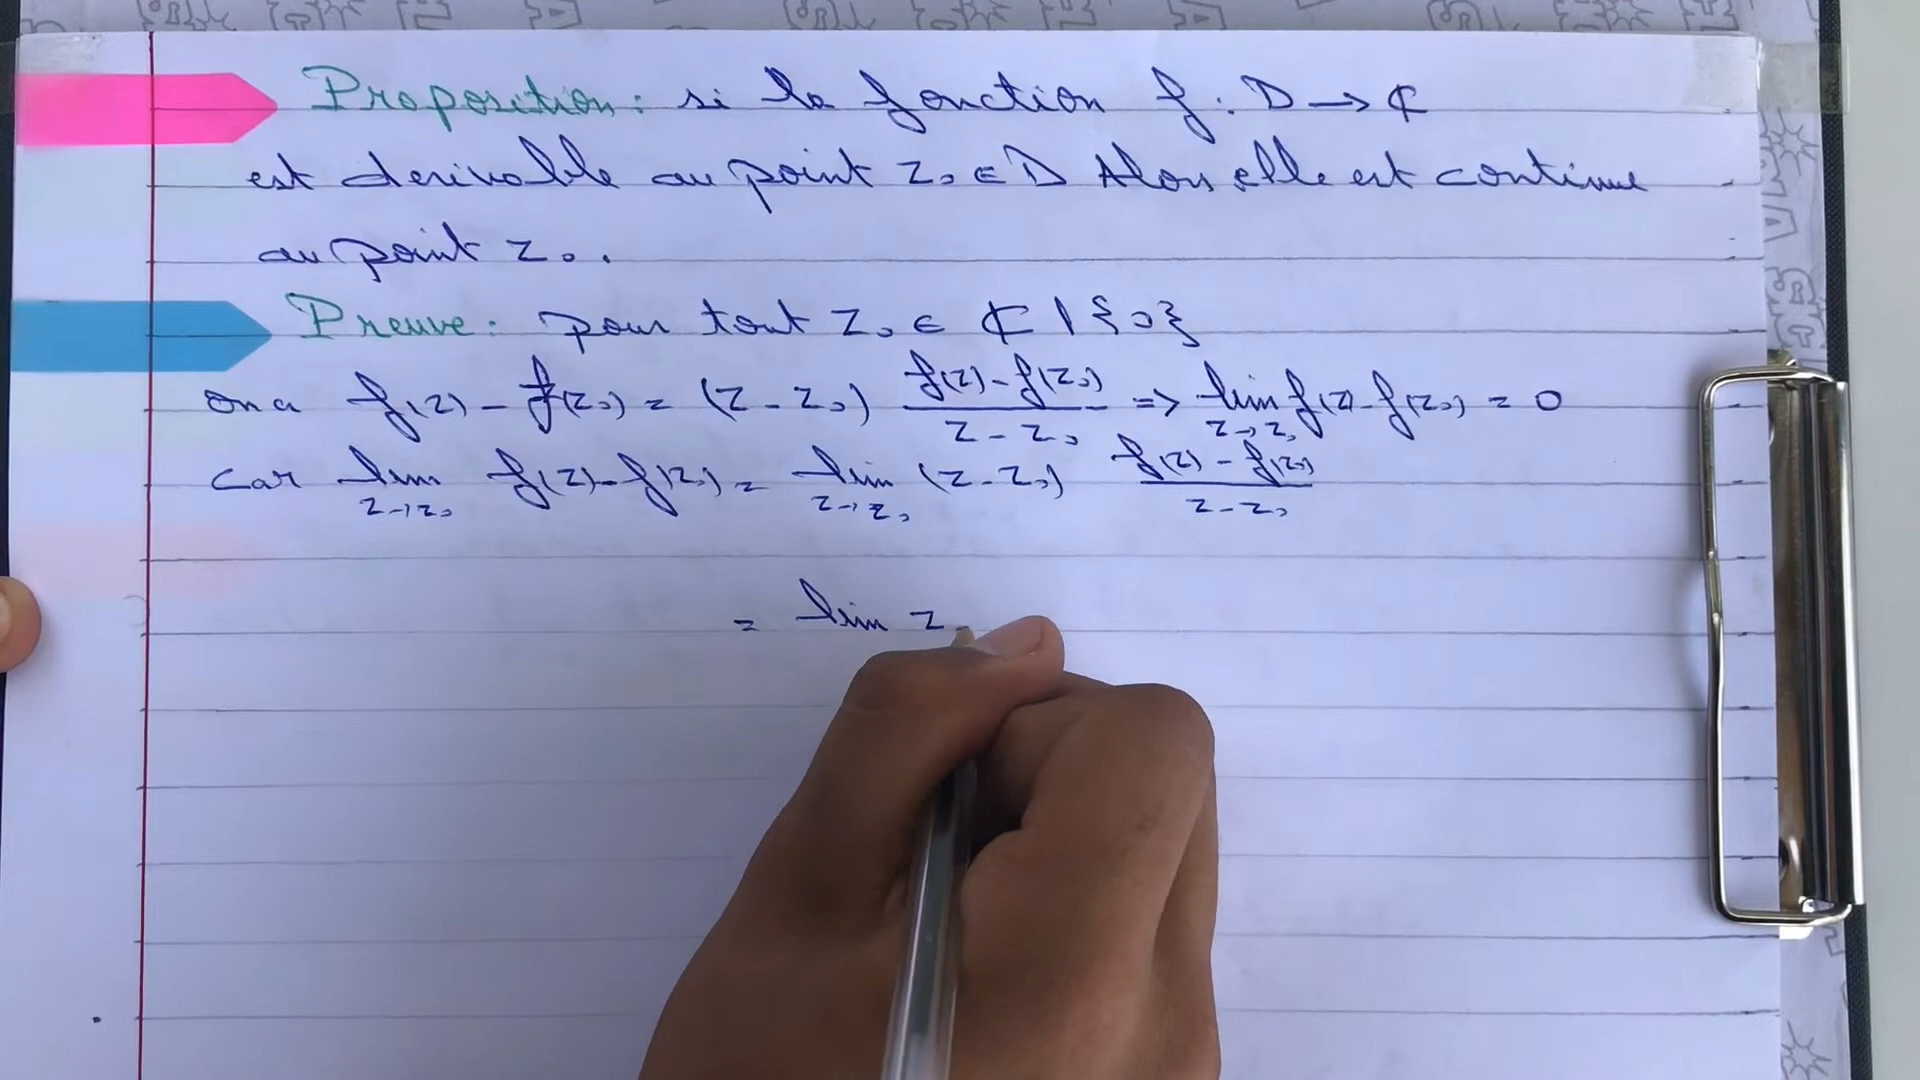 Proposition : si la fonction f : D → ℂ
est derivable au point z₀ ∈ D Alors elle est continue
au point z₀ .
Preuve : pour tout z₀ ∈ ℂ \ {0}
on a f(z) - f(z₀) = (z - z₀) \frac{f(z) - f(z₀)}{z - z₀} ⇒ lim_{z→z₀} f(z) - f(z₀) = 0
car lim_{z→z₀} f(z) - f(z₀) = lim_{z→z₀} (z - z₀) \frac{f(z) - f(z₀)}{z - z₀}
= lim z -